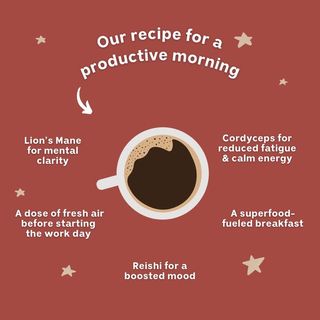 Our recipe for a
productive morning
Lion's Mane
for mental
clarity
Cordyceps for
reduced fatigue
& calm energy
A dose of fresh air
before starting
the work day
A superfood-
fueled breakfast
Reishi for a
boosted mood